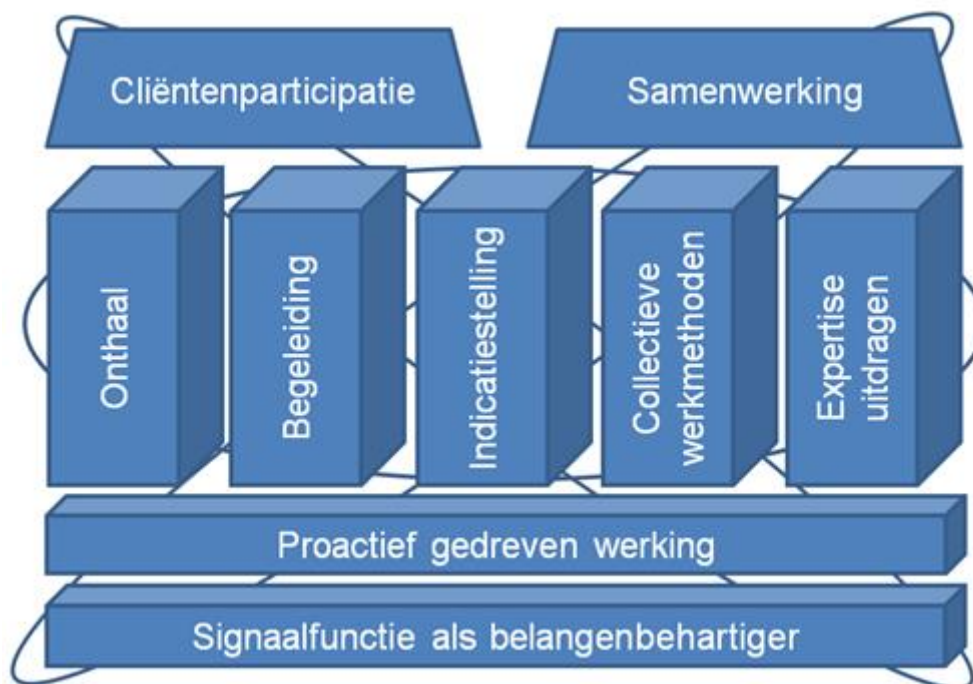 Cliëntenparticipatie
Samenwerking
Onthaal
Begeleiding
Indicatiestelling
Collectieve
werkmethoden
Expertise
uitdragen
Proactief gedreven werking
Signaalfunctie als belangenbehartiger